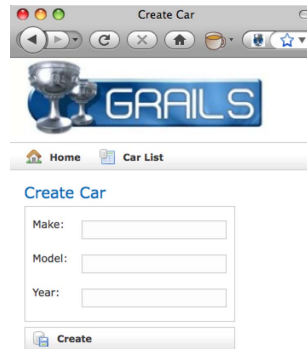 Create Car
GRAILS
Home Car List
Create Car
Make:
Model:
Year:
Create